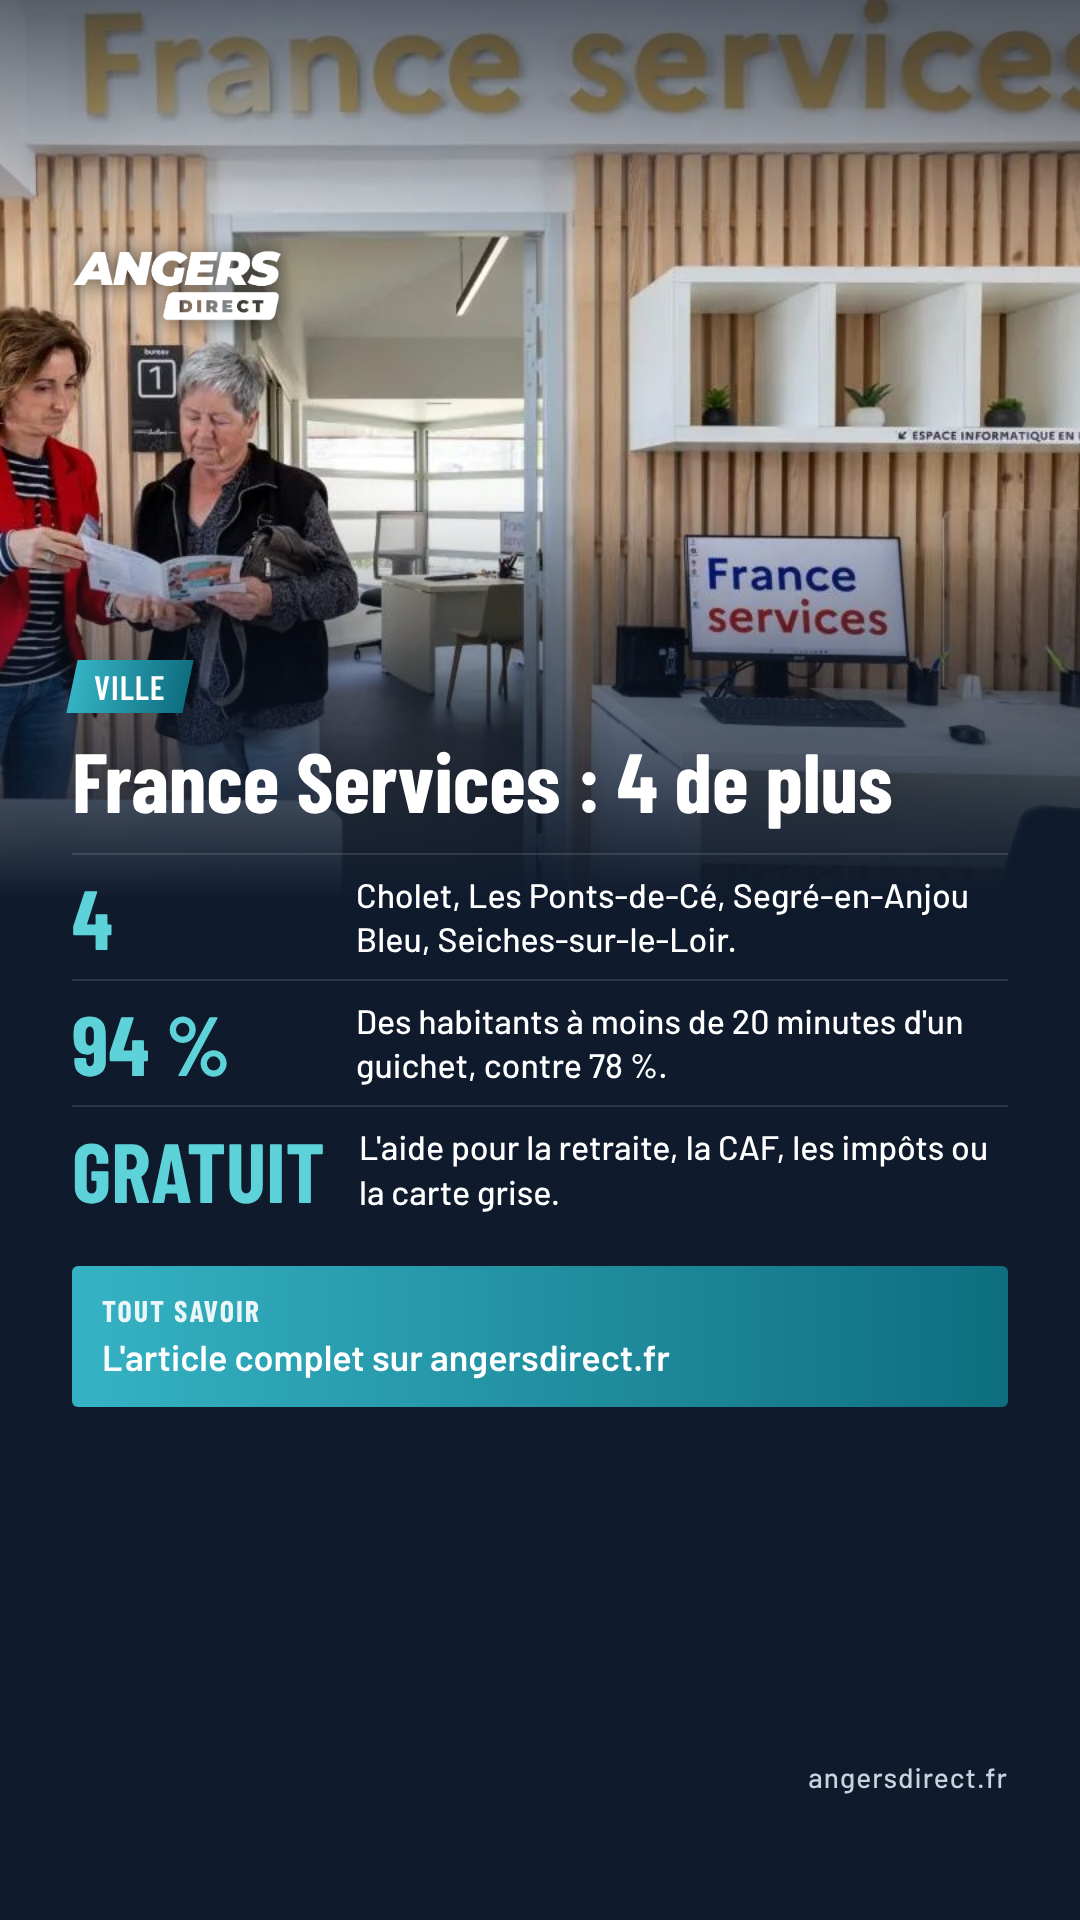 France services
ANGERS
DIRECT
bureau
1
ESPACE INFORMATIQUE EN
France
services
VILLE
France Services : 4 de plus
4
Cholet, Les Ponts-de-Cé, Segré-en-Anjou
Bleu, Seiches-sur-le-Loir.
94 %
Des habitants à moins de 20 minutes d'un
guichet, contre 78 %.
GRATUIT
L'aide pour la retraite, la CAF, les impôts ou
la carte grise.
TOUT SAVOIR
L'article complet sur angersdirect.fr
angersdirect.fr